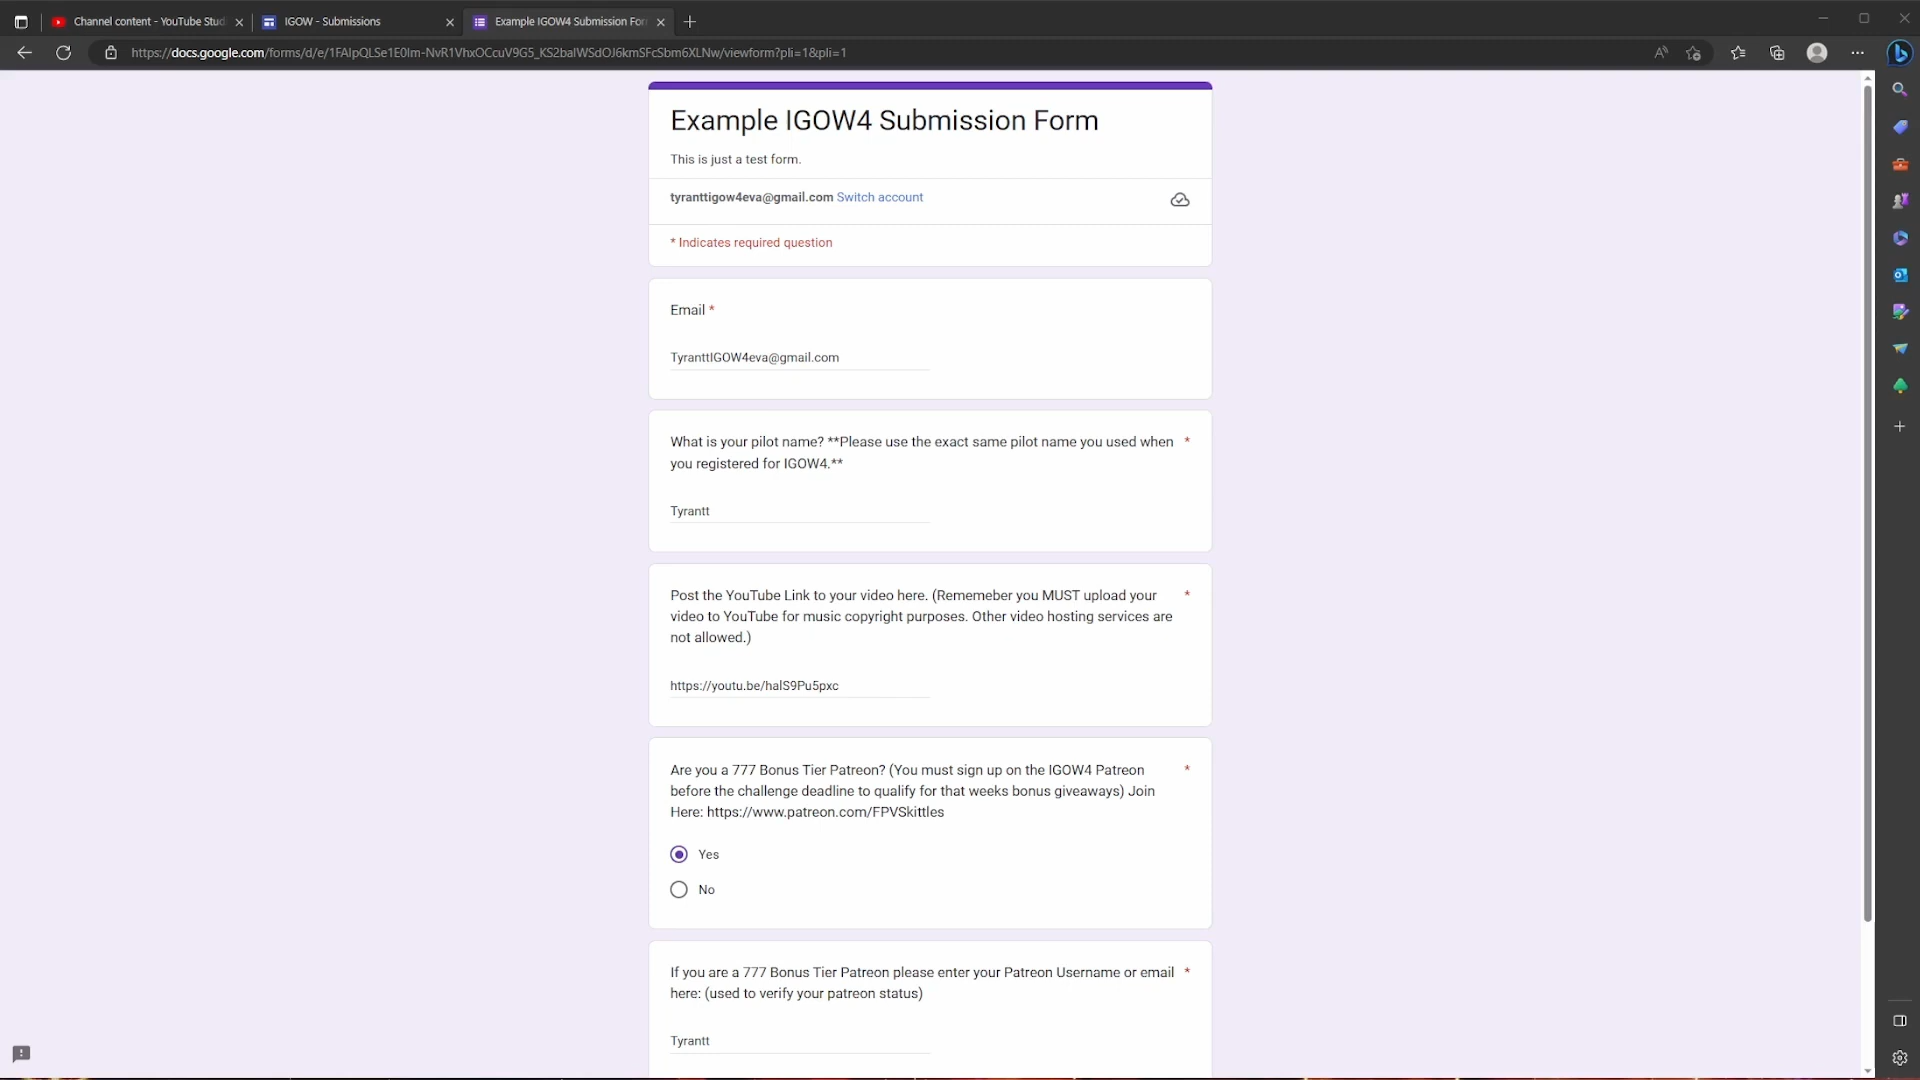 Channel content - YouTube Stud
IGOW - Submissions
Example IGOW4 Submission For
https://docs.google.com/forms/d/e/1FAIpQLSe1E0lm-NvR1VhxOCcuV9G5_KS2balWSdOJ6kmSFcSbm6XLNw/viewform?pli=1&pli=1
Example IGOW4 Submission Form
This is just a test form.
tyranttigow4eva@gmail.com Switch account
* Indicates required question
Email *
TyranttIGOW4eva@gmail.com
What is your pilot name? **Please use the exact same pilot name you used when *
you registered for IGOW4.**
Tyrantt
Post the YouTube Link to your video here. (Rememeber you MUST upload your *
video to YouTube for music copyright purposes. Other video hosting services are
not allowed.)
https://youtu.be/halS9Pu5pxc
Are you a 777 Bonus Tier Patreon? (You must sign up on the IGOW4 Patreon *
before the challenge deadline to qualify for that weeks bonus giveaways) Join
Here: https://www.patreon.com/FPVSkittles
Yes
No
If you are a 777 Bonus Tier Patreon please enter your Patreon Username or email *
here: (used to verify your patreon status)
Tyrantt